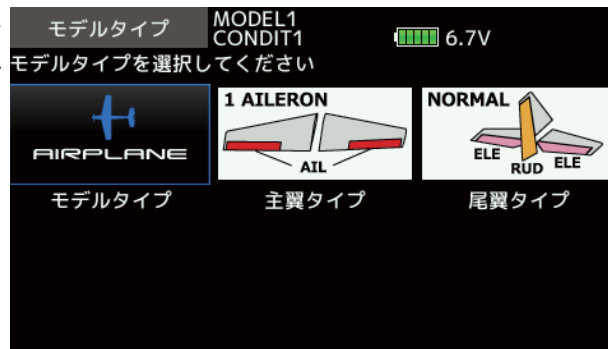 モデルタイプ
MODEL1
CONDIT1
6.7V
モデルタイプを選択してください
AIRPLANE
1 AILERON
AIL
NORMAL
ELE
RUD
ELE
モデルタイプ
主翼タイプ
尾翼タイプ